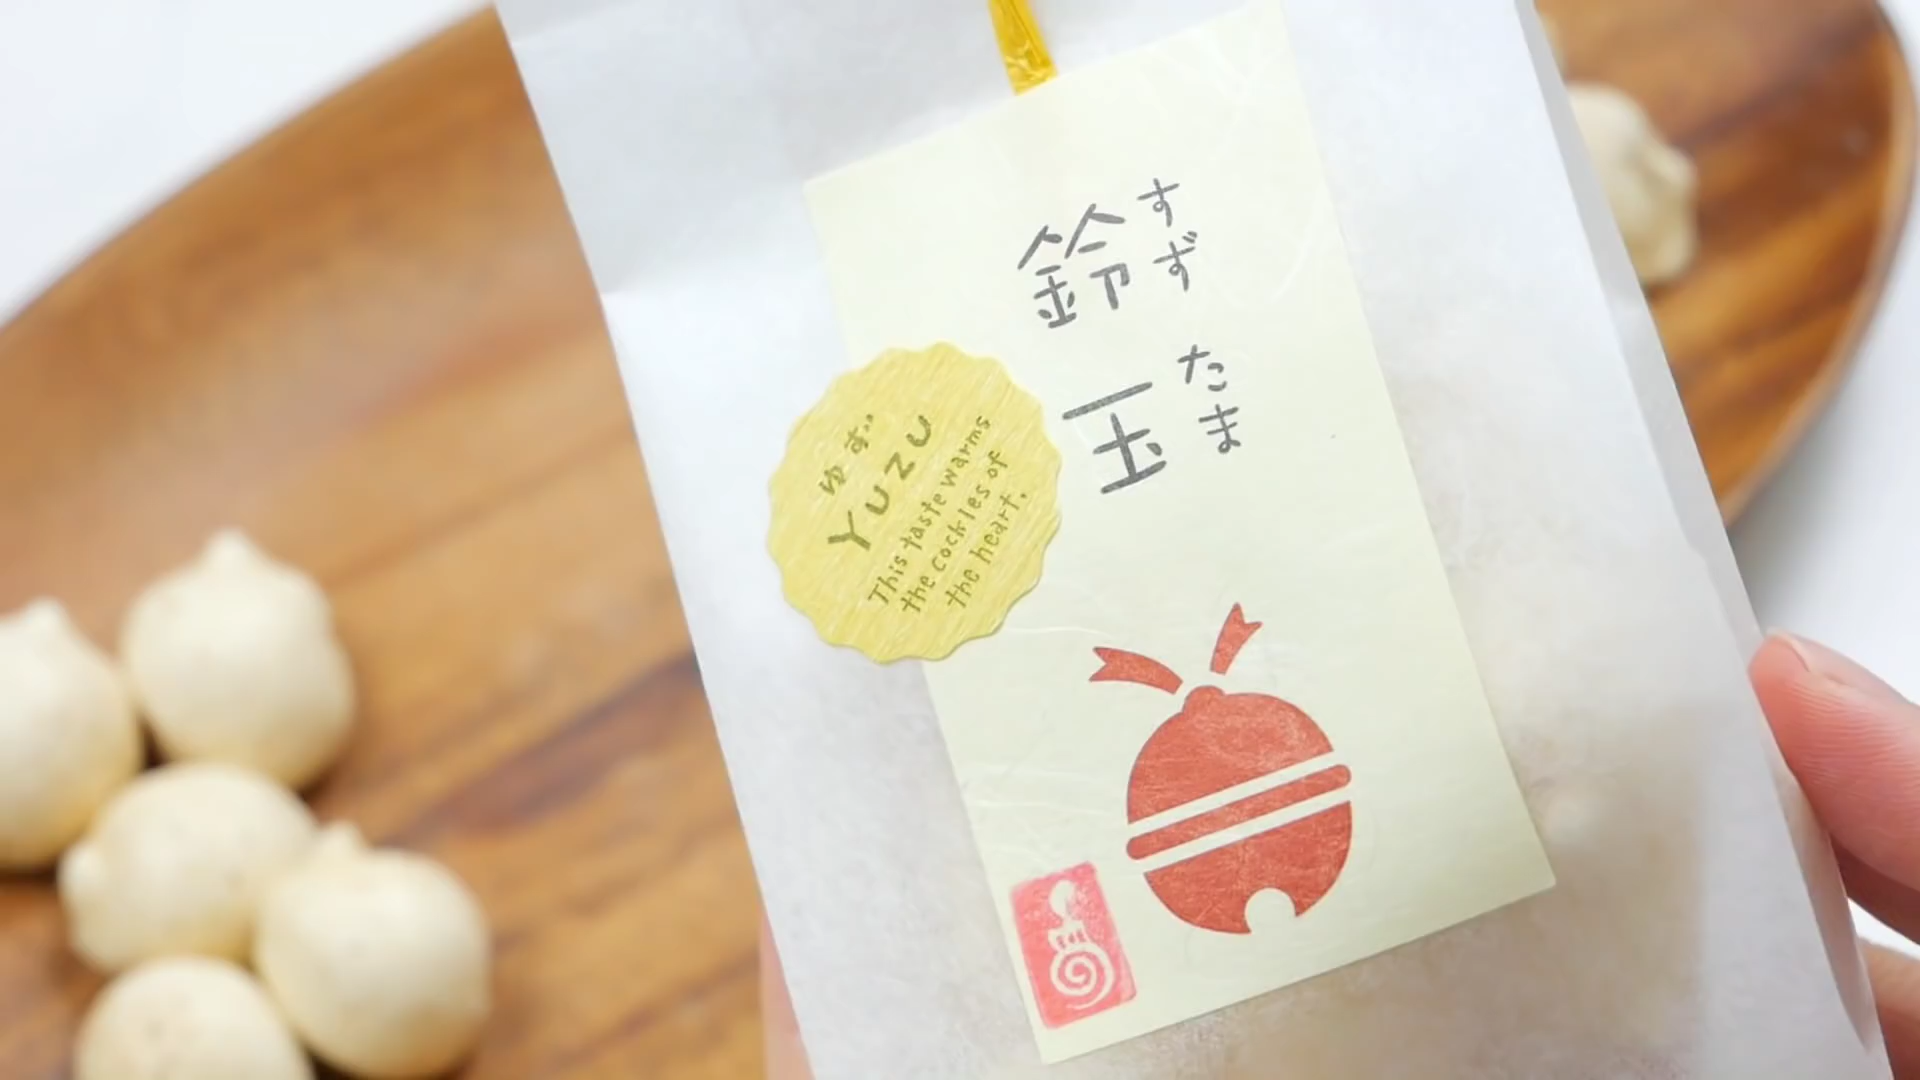 鈴玉
すずたま
ゆず
YUZU
This taste warms
the cockles of
the heart.